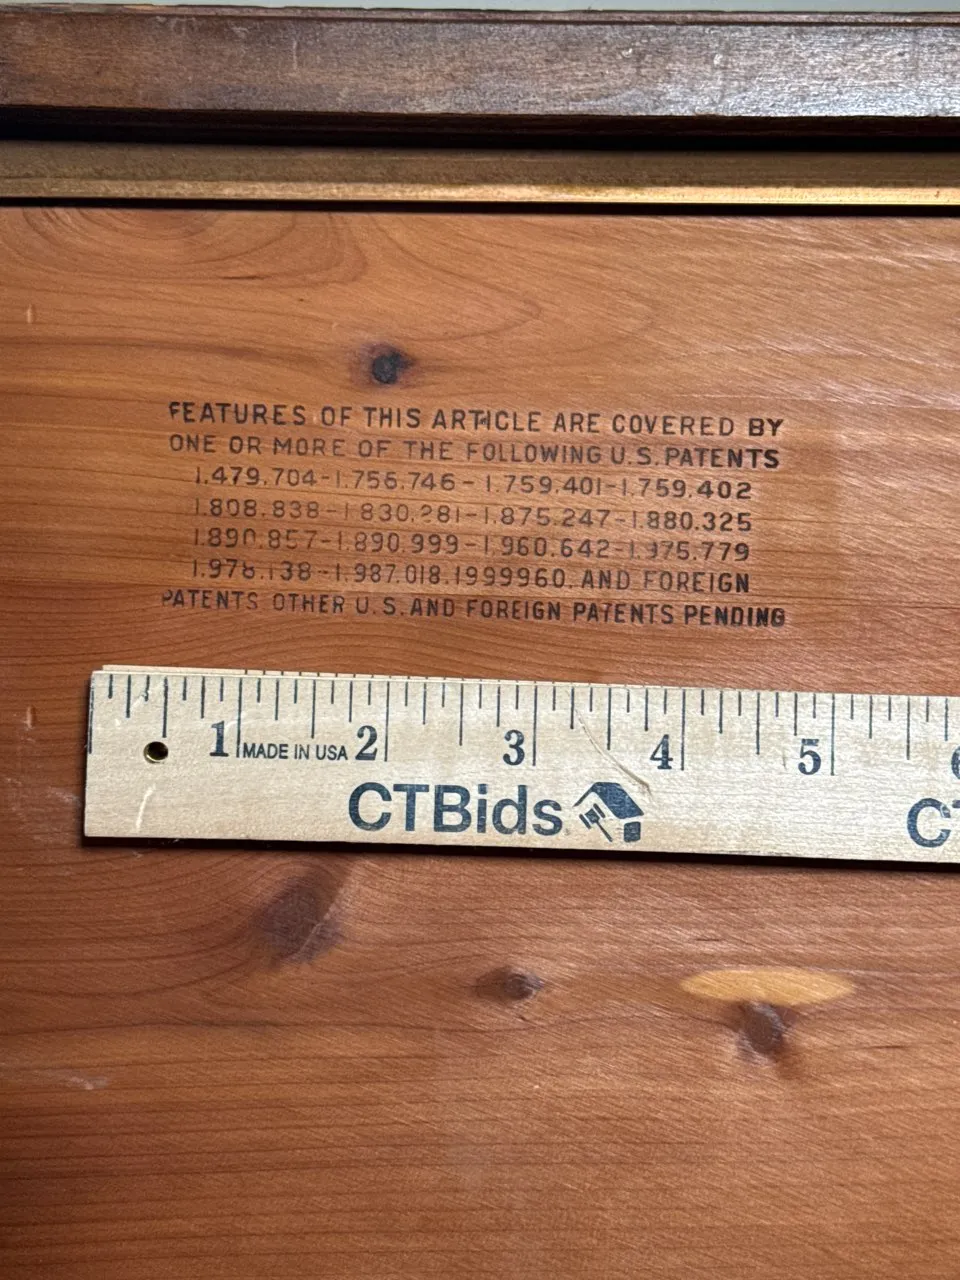 FEATURES OF THIS ARTICLE ARE COVERED BY
ONE OR MORE OF THE FOLLOWING U.S. PATENTS
1.479.704-1.756.746-1.759.401-1.759.402
1.808.838-1.830.281-1.875.247-1.880.325
1.890.857-1.890.999-1.960.642-1.975.779
1.978.138-1.987.018.1999960. AND FOREIGN
PATENTS OTHER U.S. AND FOREIGN PATENTS PENDING
1 MADE IN USA 2 3 4 5 6
CTBids